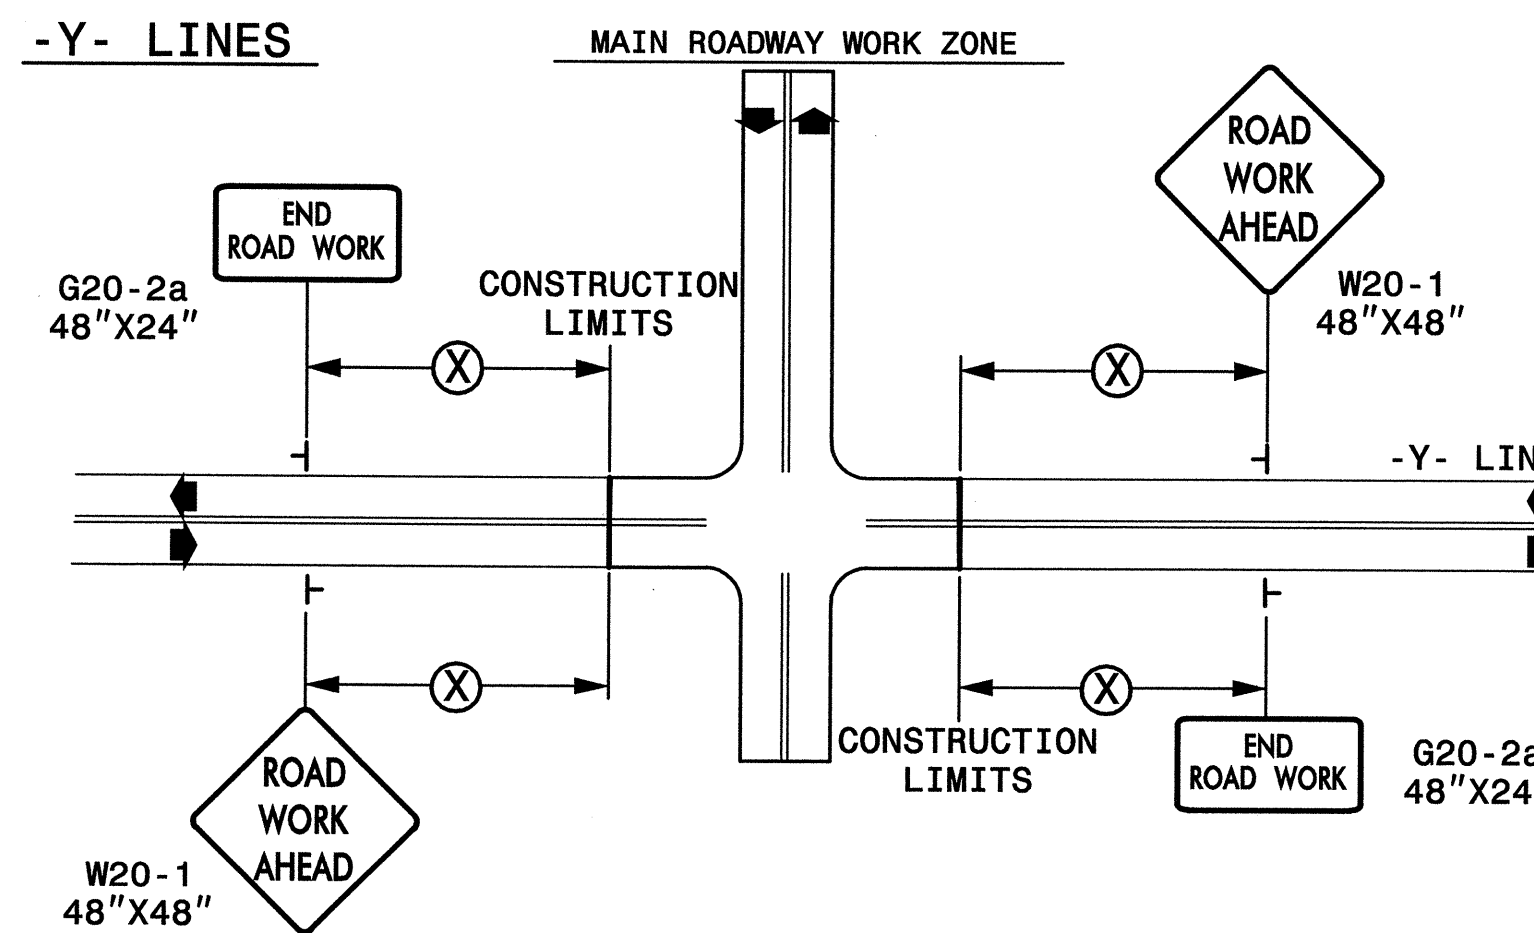 -Y- LINES
MAIN ROADWAY WORK ZONE
ROAD
WORK
AHEAD
END
ROAD WORK
G20-2a
48"X24"
CONSTRUCTION
LIMITS
W20-1
48"X48"
X
X
-Y- LIN
X
X
CONSTRUCTION
LIMITS
END
ROAD WORK
G20-2a
48"X24
ROAD
WORK
AHEAD
W20-1
48"X48"